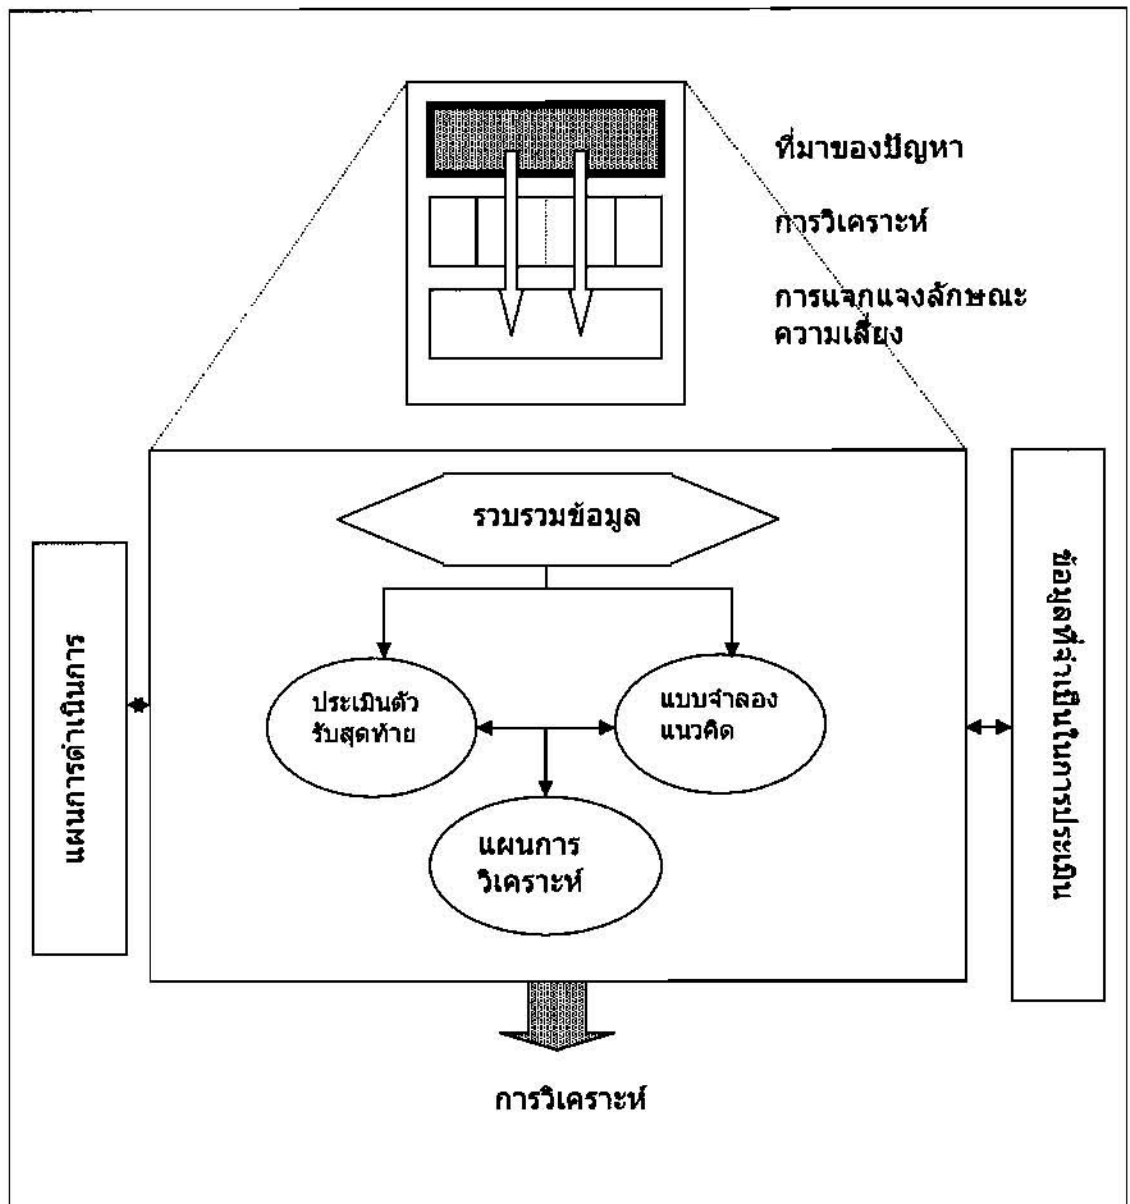 ที่มาของปัญหา
การวิเคราะห์
การแจกแจงลักษณะ
ความเสี่ยง
รวบรวมข้อมูล
ประเมินตัว
รับสุดท้าย
แบบจำลอง
แนวคิด
แผนการ
วิเคราะห์
แผนการดำเนินการ
ข้อมูลที่จำเป็นในการประเมิน
การวิเคราะห์